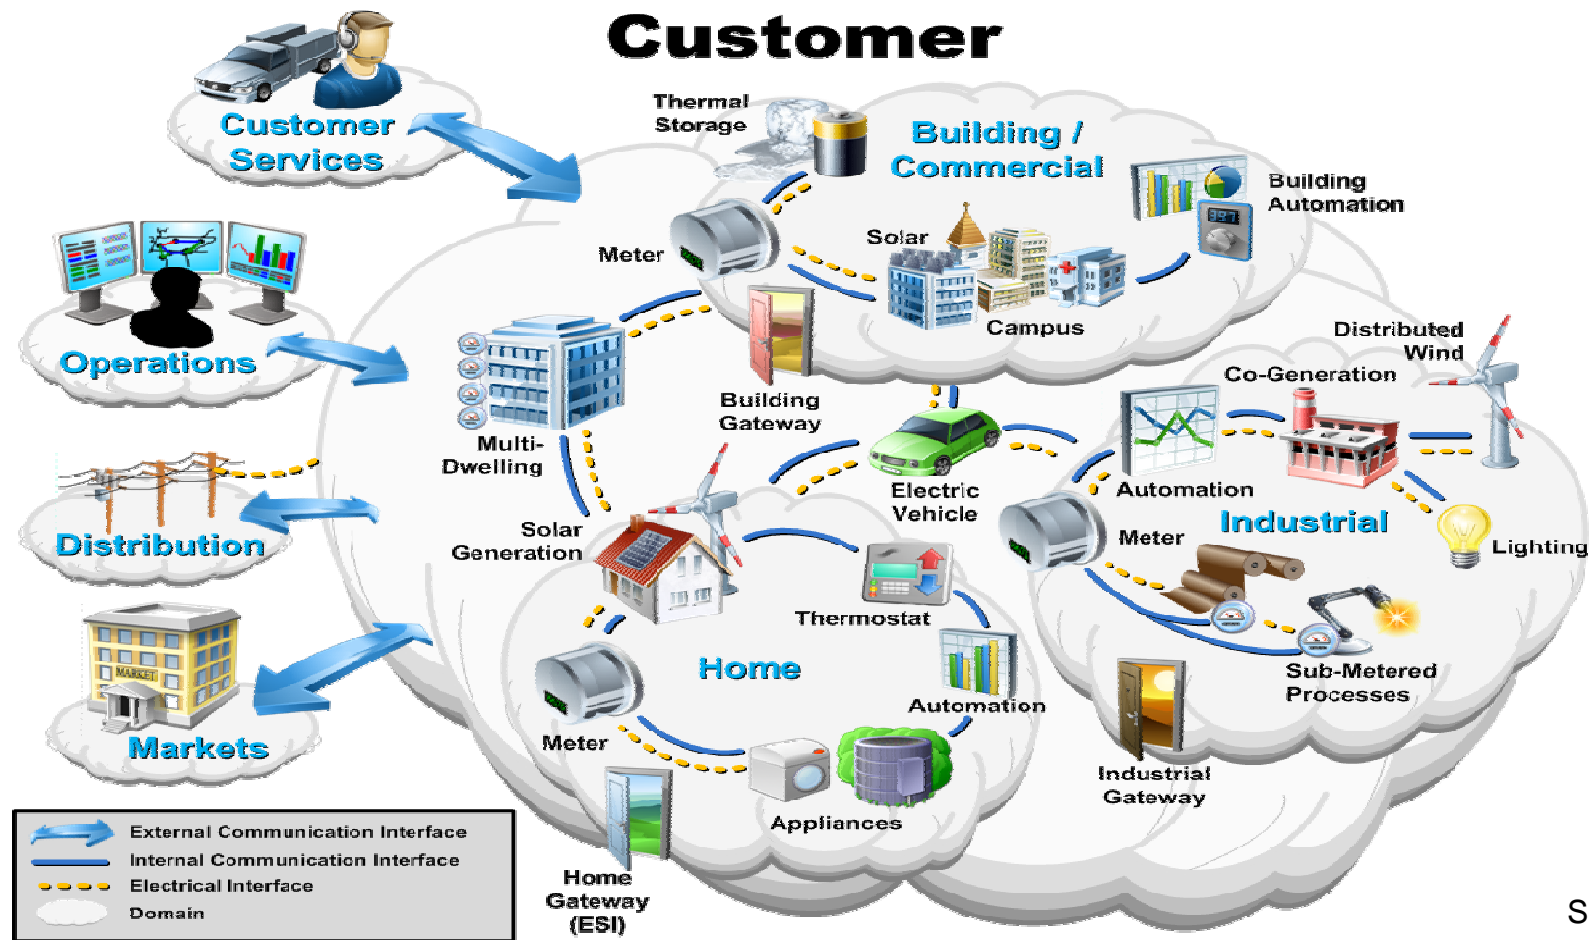 Customer
Customer
Services
Thermal
Storage
Building /
Commercial
Building
Automation
Meter
Solar
Campus
Operations
Building
Gateway
Distributed
Wind
Co-Generation
Multi-
Dwelling
Electric
Vehicle
Automation
Industrial
Meter
Lighting
Distribution
Solar
Generation
Thermostat
Sub-Metered
Processes
MARKET
Markets
Home
Automation
Meter
Appliances
Industrial
Gateway
Home
Gateway
(ESI)
External Communication Interface
Internal Communication Interface
Electrical Interface
Domain
S